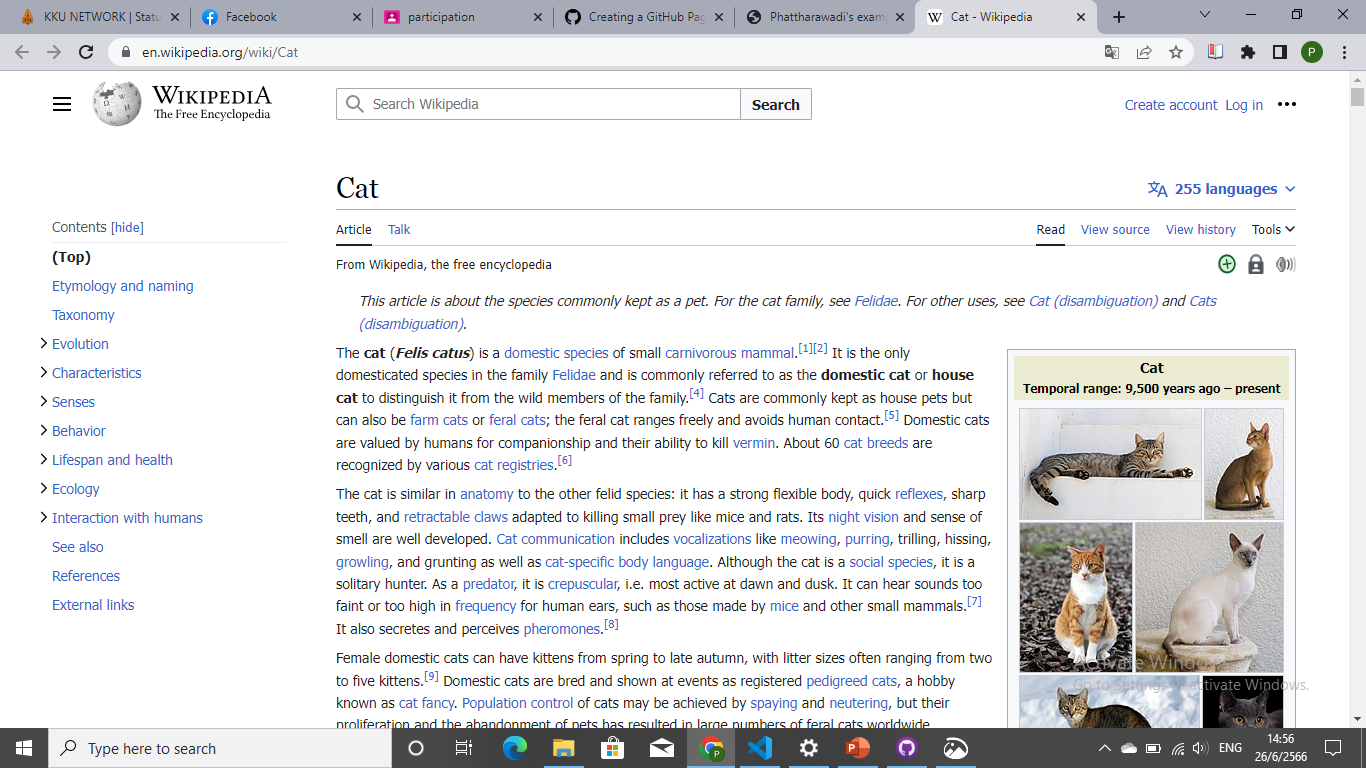 KKU NETWORK | Statu
Facebook
participation
Creating a GitHub Pag
Phattharawadi's examp
Cat - Wikipedia
en.wikipedia.org/wiki/Cat
P
WIKIPEDIA
The Free Encyclopedia
Search Wikipedia
Search
Create account Log in
Cat
255 languages
Contents [hide]
(Top)
Etymology and naming
Taxonomy
Evolution
Characteristics
Senses
Behavior
Lifespan and health
Ecology
Interaction with humans
See also
References
External links
Article Talk
Read View source View history Tools
From Wikipedia, the free encyclopedia
This article is about the species commonly kept as a pet. For the cat family, see Felidae. For other uses, see Cat (disambiguation) and Cats
(disambiguation).
The cat (Felis catus) is a domestic species of small carnivorous mammal.[1][2] It is the only
domesticated species in the family Felidae and is commonly referred to as the domestic cat or house
cat to distinguish it from the wild members of the family.[4] Cats are commonly kept as house pets but
can also be farm cats or feral cats; the feral cat ranges freely and avoids human contact.[5] Domestic cats
are valued by humans for companionship and their ability to kill vermin. About 60 cat breeds are
recognized by various cat registries.[6]
The cat is similar in anatomy to the other felid species: it has a strong flexible body, quick reflexes, sharp
teeth, and retractable claws adapted to killing small prey like mice and rats. Its night vision and sense of
smell are well developed. Cat communication includes vocalizations like meowing, purring, trilling, hissing,
growling, and grunting as well as cat-specific body language. Although the cat is a social species, it is a
solitary hunter. As a predator, it is crepuscular, i.e. most active at dawn and dusk. It can hear sounds too
faint or too high in frequency for human ears, such as those made by mice and other small mammals.[7]
It also secretes and perceives pheromones.[8]
Female domestic cats can have kittens from spring to late autumn, with litter sizes often ranging from two
to five kittens.[9] Domestic cats are bred and shown at events as registered pedigreed cats, a hobby
known as cat fancy. Population control of cats may be achieved by spaying and neutering, but their
proliferation and the abandonment of pets has resulted in large numbers of feral cats worldwide
Cat
Temporal range: 9,500 years ago – present
Activate Windows
Go to Settings to activate Windows.
Type here to search
ENG
14:56
26/6/2566